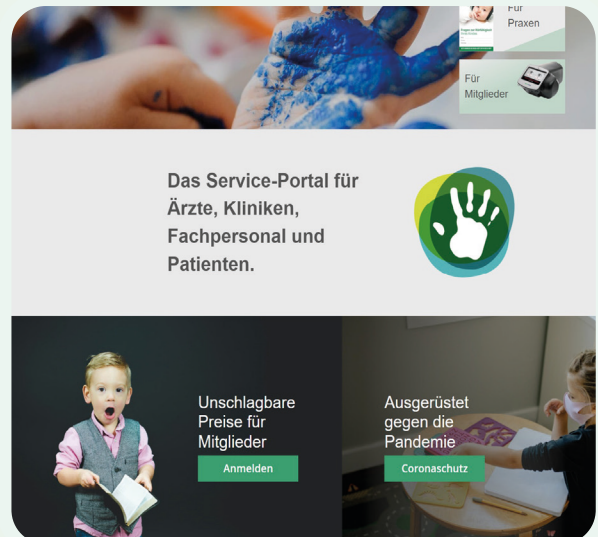 Für
Praxen
Für
Mitglieder
Das Service-Portal für
Ärzte, Kliniken,
Fachpersonal und
Patienten.
Unschlagbare
Preise für
Mitglieder
Anmelden
Ausgerüstet
gegen die
Pandemie
Coronaschutz